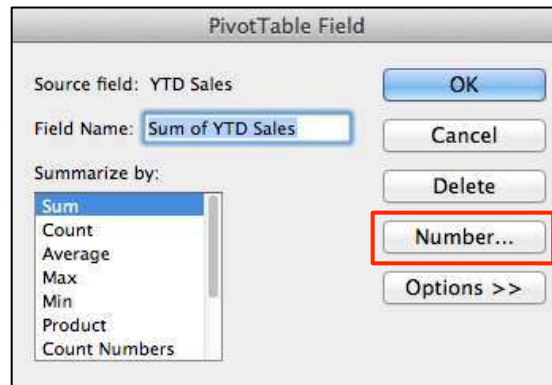 PivotTable Field
Source field: YTD Sales
OK
Field Name: Sum of YTD Sales
Cancel
Summarize by:
Delete
Sum
Count
Average
Max
Min
Product
Count Numbers
Number...
Options >>